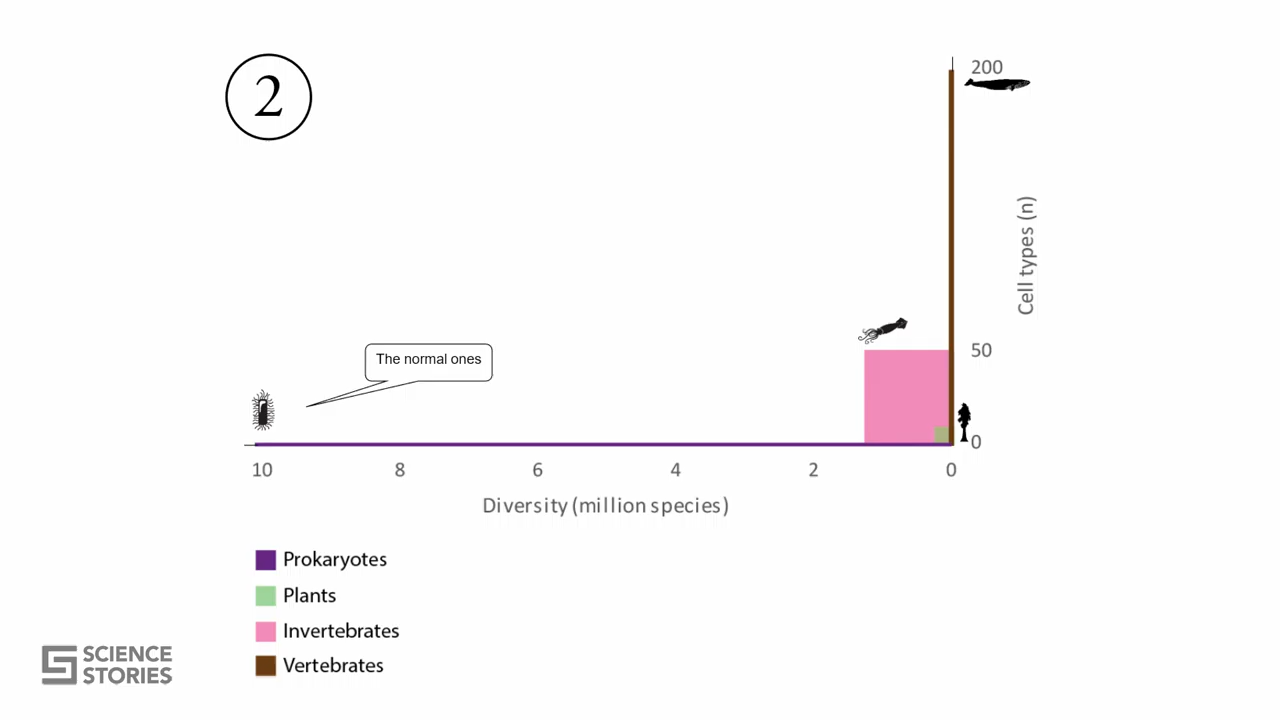 2
200
Cell types (n)
50
The normal ones
0
10 8 6 4 2 0
Diversity (million species)
Prokaryotes
Plants
Invertebrates
Vertebrates
SCIENCE
STORIES